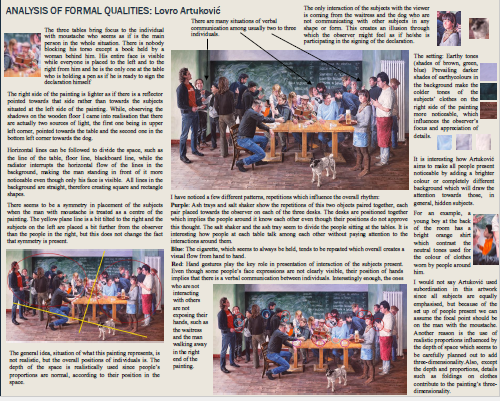 ANALYSIS OF FORMAL QUALITIES: Lovro Artuković
The three tables bring focus to the individual
with moustache who seems as if is the main
person in the whole situation. There is nobody
blocking his torso except a book held by a
woman behind him. His entire face is visible
while everyone is placed to the left and to the
right from him and he is the only one at the table
who is holding a pen as if he is ready to sign the
declaration himself
The right side of the painting is lighter as if there is a reflector
pointed towards that side rather than towards the subjects
situated at the left side of the painting. While, observing the
shadows on the wooden floor I came into realisation that there
are actually two sources of light, the first one being in upper
left corner, pointed towards the table and the second one in the
bottom left corner towards the dog.
Horizontal lines can be followed to divide the space, such as
the line of the table, floor line, blackboard line, while the
radiator interrupts the horizontal flow of the lines in the
background, making the man standing in front of it more
noticeable even though only his face is visible. All lines in the
background are straight, therefore creating square and rectangle
shapes.
There seems to be a symmetry in placement of the subjects
when the man with moustache is treated as a centre of the
painting. The yellow plane line is a bit tilted to the right and the
subjects on the left are placed a bit further from the observer
than the people in the right, but this does not change the fact
that symmetry is present.
The general idea, situation of what this painting represents, is
not realistic, but the overall positions of individuals is. The
depth of the space is realistically used since people's
proportions are normal, according to their position in the
space.
There are many situations of verbal
communication among usually two to three
individuals.
The only interaction of the subjects with the viewer
is coming from the waitress and the dog who are
not communicating with other subjects in any
shape or form. This creates an illusion through
which the observer might feel as if he/she is
participating in the signing of the declaration.
I have noticed a few different patterns, repetitions which influence the overall rhythm:
Purple: Ash trays and salt shaker show the repetitions of this two objects paired together, each
pair placed towards the observer on each of the three desks. The desks are positioned together
which implies the people around it know each other even though their positions do not approve
this thought. The salt shaker and the ash tray seem to divide the people sitting at the tables. It is
interesting how people at each table talk among each other without paying attention to the
interactions around them.
Blue: The cigarette, which seems to always be held, tends to be repeated which overall creates a
visual flow from hand to hand.
Red: Hand gestures play the key role in presentation of interaction of the subjects present.
Even though some people's face expressions are not clearly visible, their position of hands
implies that there is a verbal communication between individuals. Interestingly enough, the ones
who are not
interacting
with others
are not
exposing their
hands, such as
the waitress
and the man
walking away
in the right
end of the
painting.
The setting: Earthy tones
(shades of brown, green,
blue) Prevailing darker
shades of earthy colours in
the background make the
colder tones of the
subjects' clothes on the
right side of the painting
more noticeable, which
influences the observer's
focus and appreciation of
details.
It is interesting how Artuković
aims to make all people present
noticeable by adding a brighter
colour or completely different
background which will draw the
attention towards those, in
general, hidden subjects.
For an example, a
young boy at the back
of the room has a
bright orange shirt
which contrast the
neutral tones used for
the colour of clothes
worn by people around
him.
I would not say Artuković used
subordination in this artwork
since all subjects are equally
emphasised, but because of the
set up of people present we can
assume the focal point should be
on the man with the moustache.
Another reason is the use of
realistic proportions influenced by
the depth of space which seems to
be carefully planned out to add
three-dimensionality. Also, except
the depth and proportions, details
such as foldings on clothes
contribute to the painting's three-
dimensionality.